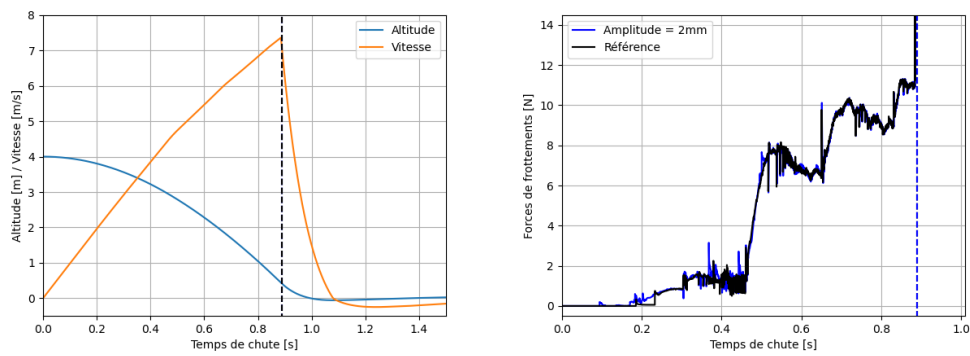 8
7
6
5
4
3
2
1
0
Altitude [m] / Vitesse [m/s]
Altitude
Vitesse
0.0 0.2 0.4 0.6 0.8 1.0 1.2 1.4
Temps de chute [s]
14
12
10
8
6
4
2
0
Forces de frottements [N]
Amplitude = 2mm
Référence
0.0 0.2 0.4 0.6 0.8 1.0
Temps de chute [s]